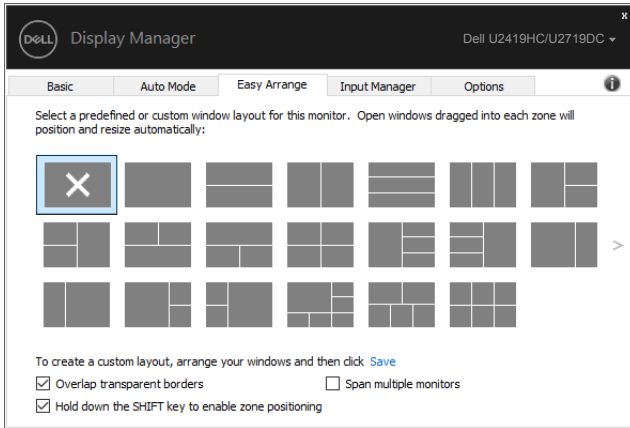 x
DELL Display Manager Dell U2419HC/U2719DC
Basic Auto Mode Easy Arrange Input Manager Options
Select a predefined or custom window layout for this monitor. Open windows dragged into each zone will
position and resize automatically:
To create a custom layout, arrange your windows and then click Save
Overlap transparent borders Span multiple monitors
Hold down the SHIFT key to enable zone positioning